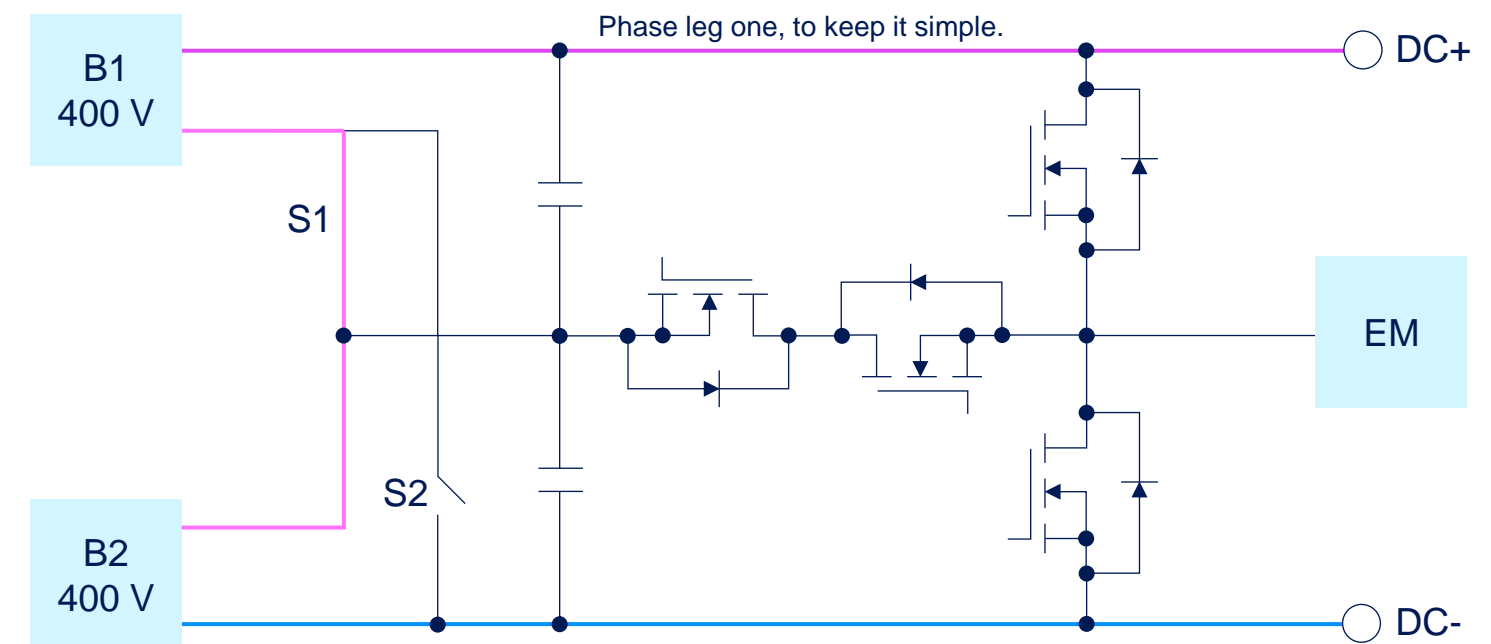 Phase leg one, to keep it simple.
B1
400 V
DC+
S1
EM
S2
B2
400 V
DC-